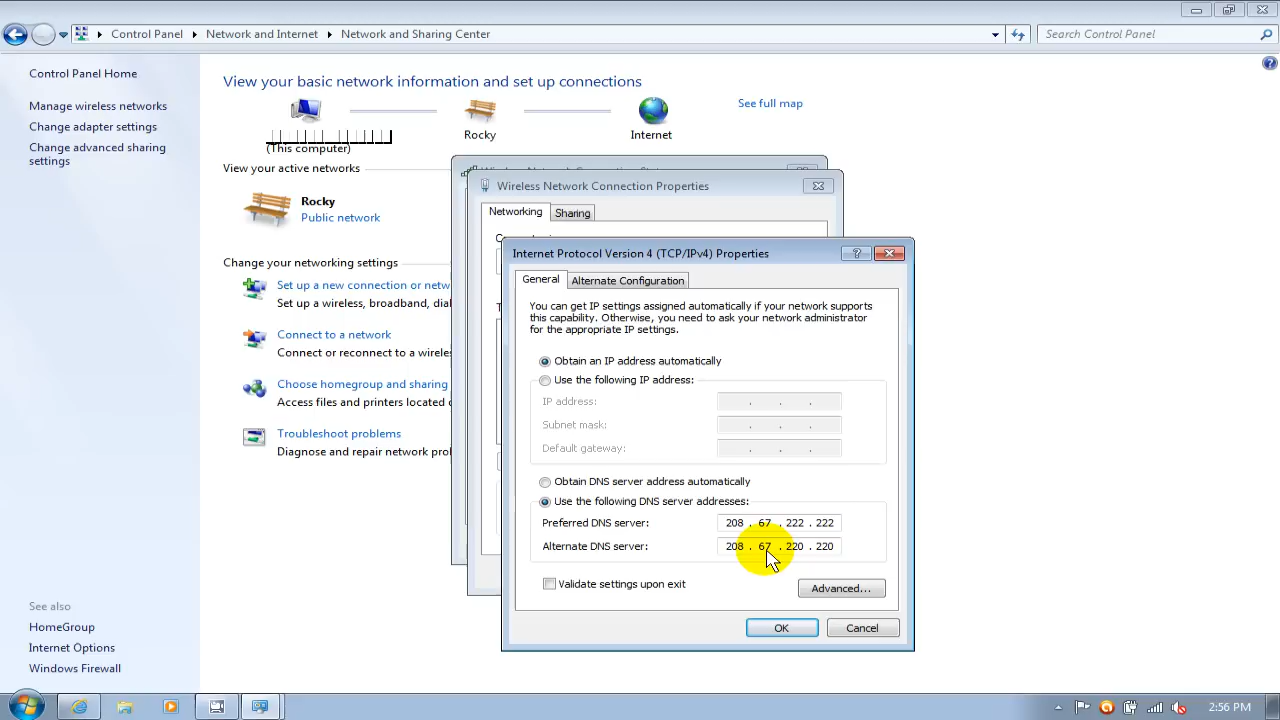 Control Panel
Network and Internet
Network and Sharing Center
Search Control Panel
Control Panel Home
Manage wireless networks
Change adapter settings
Change advanced sharing
settings
See also
HomeGroup
Internet Options
Windows Firewall
View your basic network information and set up connections
See full map
Rocky
Internet
(This computer)
View your active networks
Rocky
Public network
Change your networking settings
Set up a new connection or netw
Set up a wireless, broadband, dial
Connect to a network
Connect or reconnect to a wireles
Choose homegroup and sharing
Access files and printers located o
Troubleshoot problems
Diagnose and repair network prob
Wireless Network Connection Properties
Networking
Sharing
Internet Protocol Version 4 (TCP/IPv4) Properties
General
Alternate Configuration
You can get IP settings assigned automatically if your network supports
this capability. Otherwise, you need to ask your network administrator
for the appropriate IP settings.
Obtain an IP address automatically
Use the following IP address:
IP address:
Subnet mask:
Default gateway:
Obtain DNS server address automatically
Use the following DNS server addresses:
Preferred DNS server: 208 . 67 . 222 . 222
Alternate DNS server: 208 . 67 . 220 . 220
Validate settings upon exit
Advanced...
OK
Cancel
2:56 PM